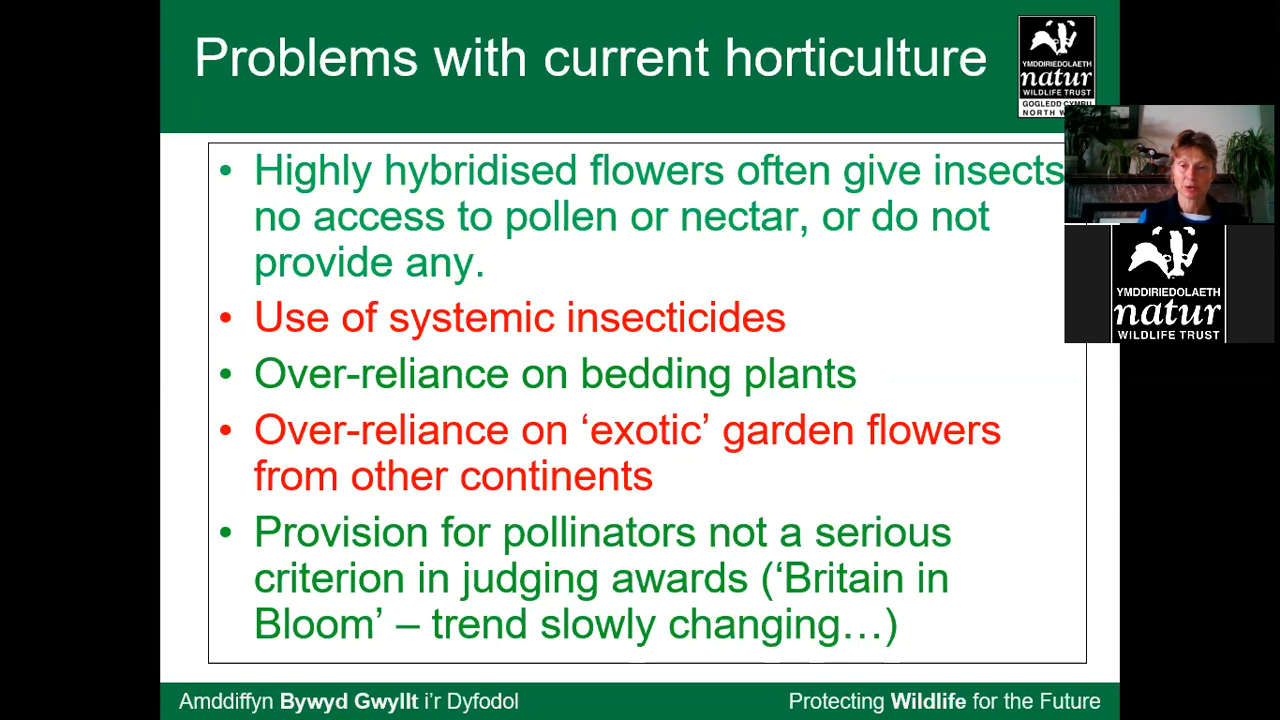 Problems with current horticulture
YMDDIRIEDOLAETH
natur
WILDLIFE TRUST
GOGLEDD CYMRU
NORTH W
• Highly hybridised flowers often give insects
no access to pollen or nectar, or do not
provide any.
• Use of systemic insecticides
• Over-reliance on bedding plants
• Over-reliance on ‘exotic’ garden flowers
from other continents
• Provision for pollinators not a serious
criterion in judging awards (‘Britain in
Bloom’ – trend slowly changing…)
YMDDIRIEDOLAETH
natur
WILDLIFE TRUST
Amddiffyn Bywyd Gwyllt i’r Dyfodol
Protecting Wildlife for the Future